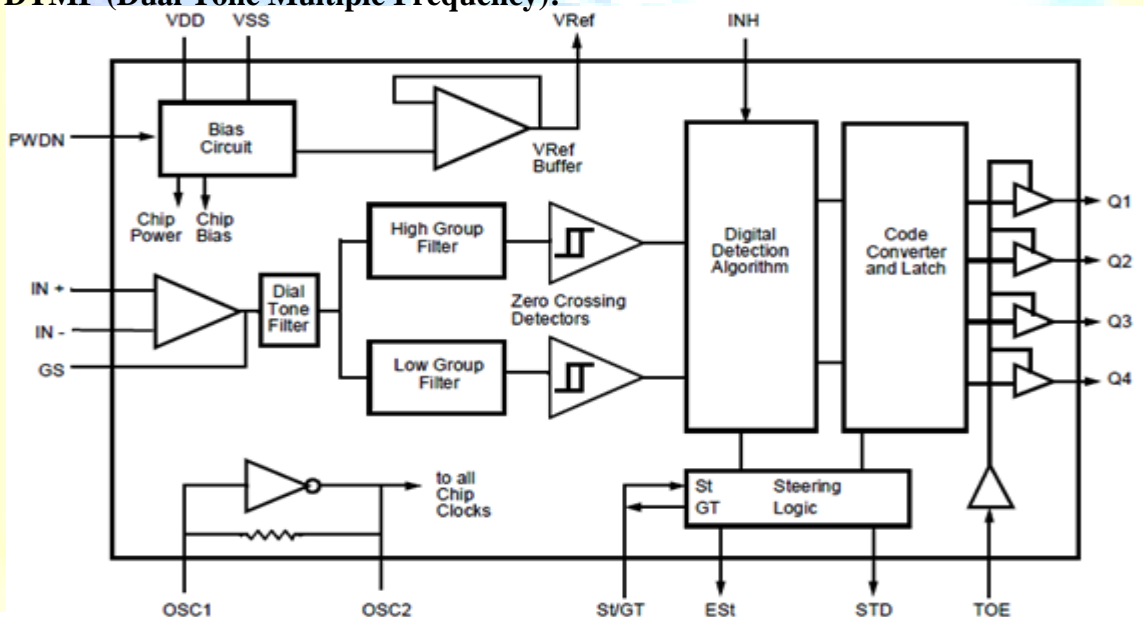 DTMF (Dual Tone Multiple Frequency):
VDD VSS VRef INH
PWDN
Bias
Circuit
VRef
Buffer
Chip
Power
Chip
Bias
High Group
Filter
Digital
Detection
Algorithm
Code
Converter
and Latch
Q1
Q2
Q3
Q4
IN +
IN -
GS
Dial
Tone
Filter
Zero Crossing
Detectors
Low Group
Filter
to all
Chip
Clocks
St Steering
GT Logic
OSC1 OSC2 St/GT ESt STD TOE